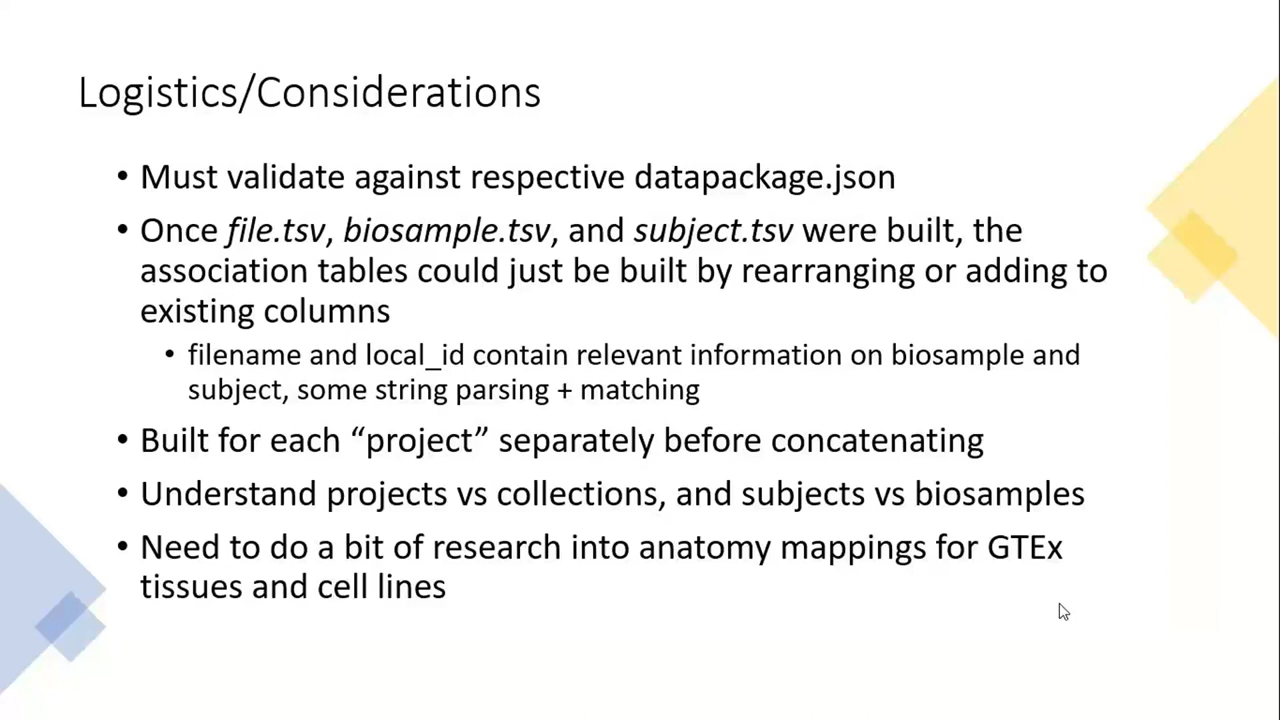 Logistics/Considerations
• Must validate against respective datapackage.json
• Once file.tsv, biosample.tsv, and subject.tsv were built, the
association tables could just be built by rearranging or adding to
existing columns
• filename and local_id contain relevant information on biosample and
subject, some string parsing + matching
• Built for each “project” separately before concatenating
• Understand projects vs collections, and subjects vs biosamples
• Need to do a bit of research into anatomy mappings for GTEx
tissues and cell lines